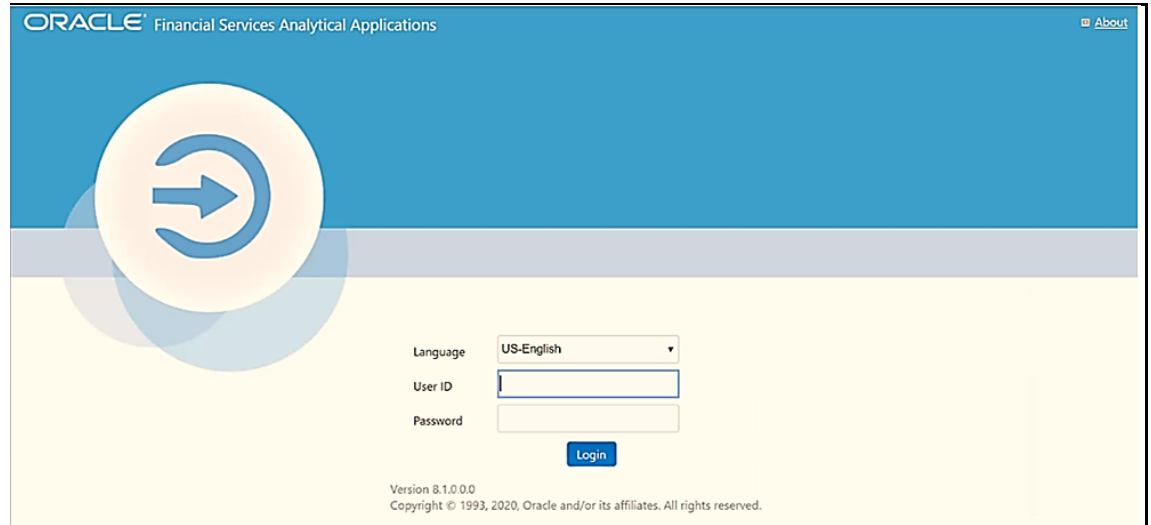 ORACLE' Financial Services Analytical Applications
About
Language US-English
User ID
Password
Login
Version 8.1.0.0.0
Copyright © 1993, 2020, Oracle and/or its affiliates. All rights reserved.